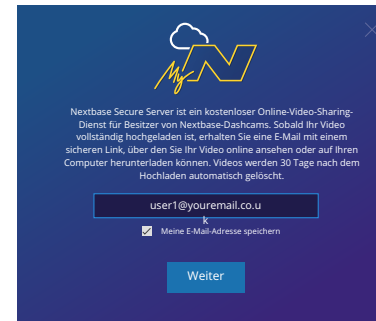 My N
Nextbase Secure Server ist ein kostenloser Online-Video-Sharing-
Dienst für Besitzer von Nextbase-Dashcams. Sobald Ihr Video
vollständig hochgeladen ist, erhalten Sie eine E-Mail mit einem
sicheren Link, über den Sie Ihr Video online ansehen oder auf Ihren
Computer herunterladen können. Videos werden 30 Tage nach dem
Hochladen automatisch gelöscht.
user1@youremail.co.u
k
Meine E-Mail-Adresse speichern
Weiter